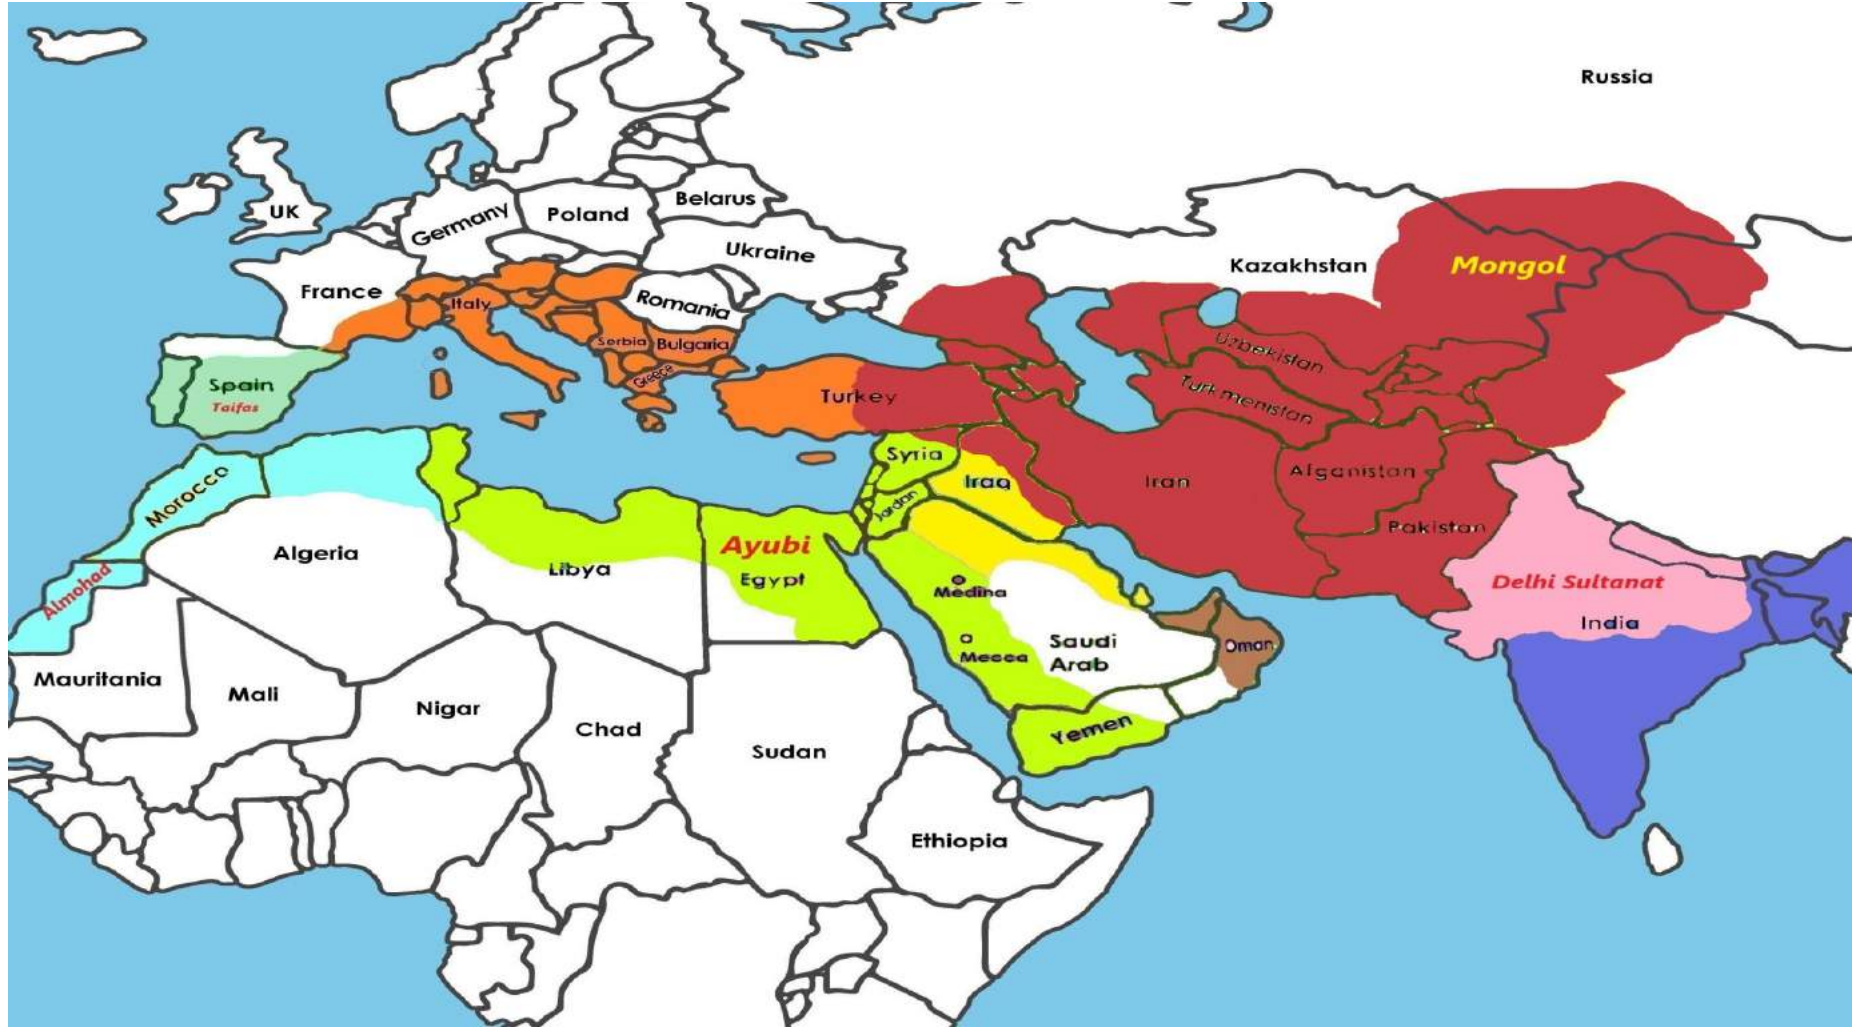 Russia
Belarus
UK
Germany
Poland
Ukraine
Kazakhstan
Mongol
France
Italy
Romania
Serbia
Bulgaria
Greece
Uzbekistan
Turkmenistan
Spain
Taifas
Turkey
Syria
Iraq
Iran
Afganistan
Morocco
Jordan
Pakistan
Algeria
Libya
Ayubi
Egypt
Almohad
Medina
Mecca
Saudi
Arab
Oman
Delhi Sultanat
India
Mauritania
Mali
Nigar
Chad
Sudan
Yemen
Ethiopia